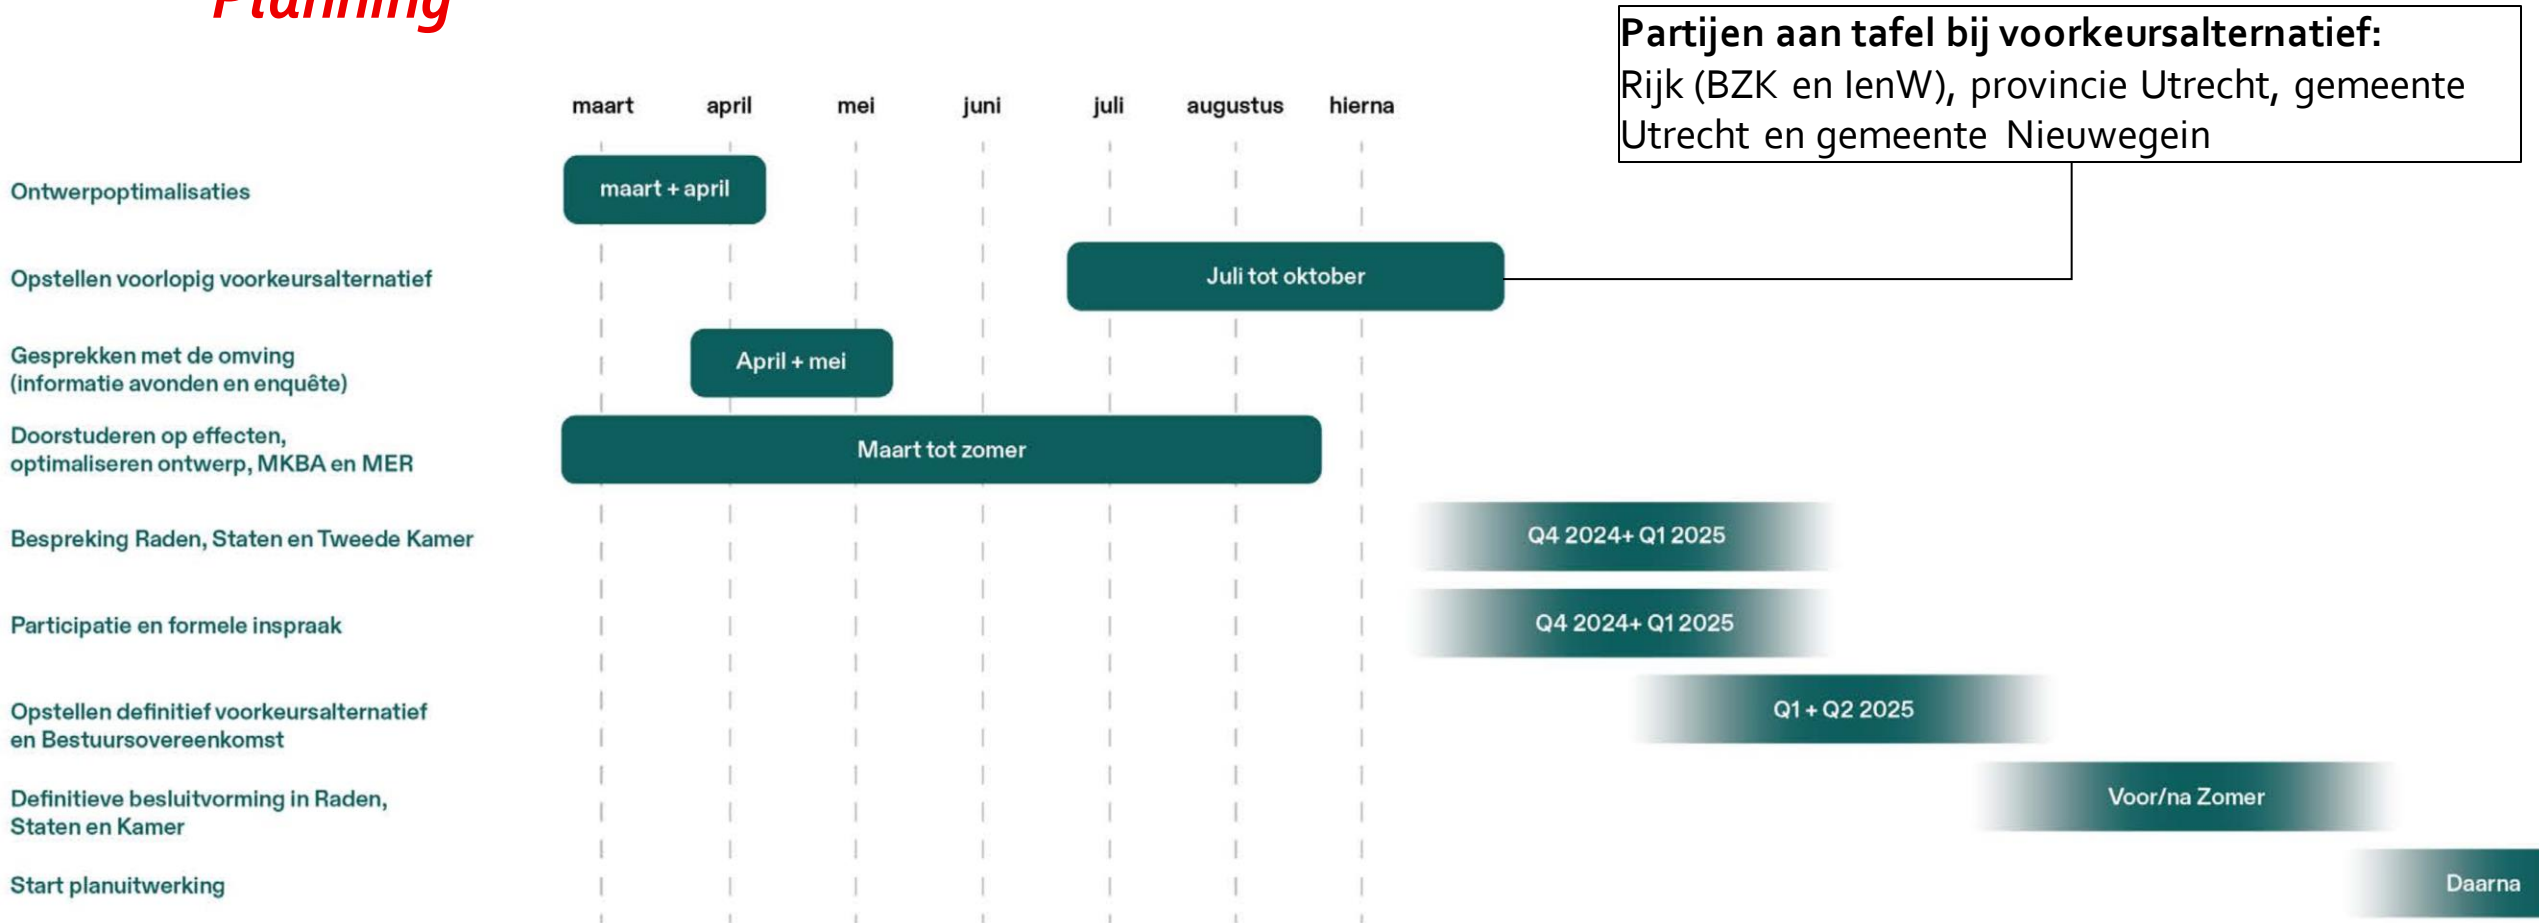 Planning
Partijen aan tafel bij voorkeursalternatief:
Rijk (BZK en IenW), provincie Utrecht, gemeente
Utrecht en gemeente Nieuwegein
maart april mei juni juli augustus hierna
Ontwerpoptimalisaties
maart + april
Opstellen voorlopig voorkeursalternatief
Juli tot oktober
Gesprekken met de omving
(informatie avonden en enquête)
April + mei
Doorstuderen op effecten,
optimaliseren ontwerp, MKBA en MER
Maart tot zomer
Bespreking Raden, Staten en Tweede Kamer
Q4 2024+ Q1 2025
Participatie en formele inspraak
Q4 2024+ Q1 2025
Opstellen definitief voorkeursalternatief
en Bestuursovereenkomst
Q1 + Q2 2025
Definitieve besluitvorming in Raden,
Staten en Kamer
Voor/na Zomer
Start planuitwerking
Daarna